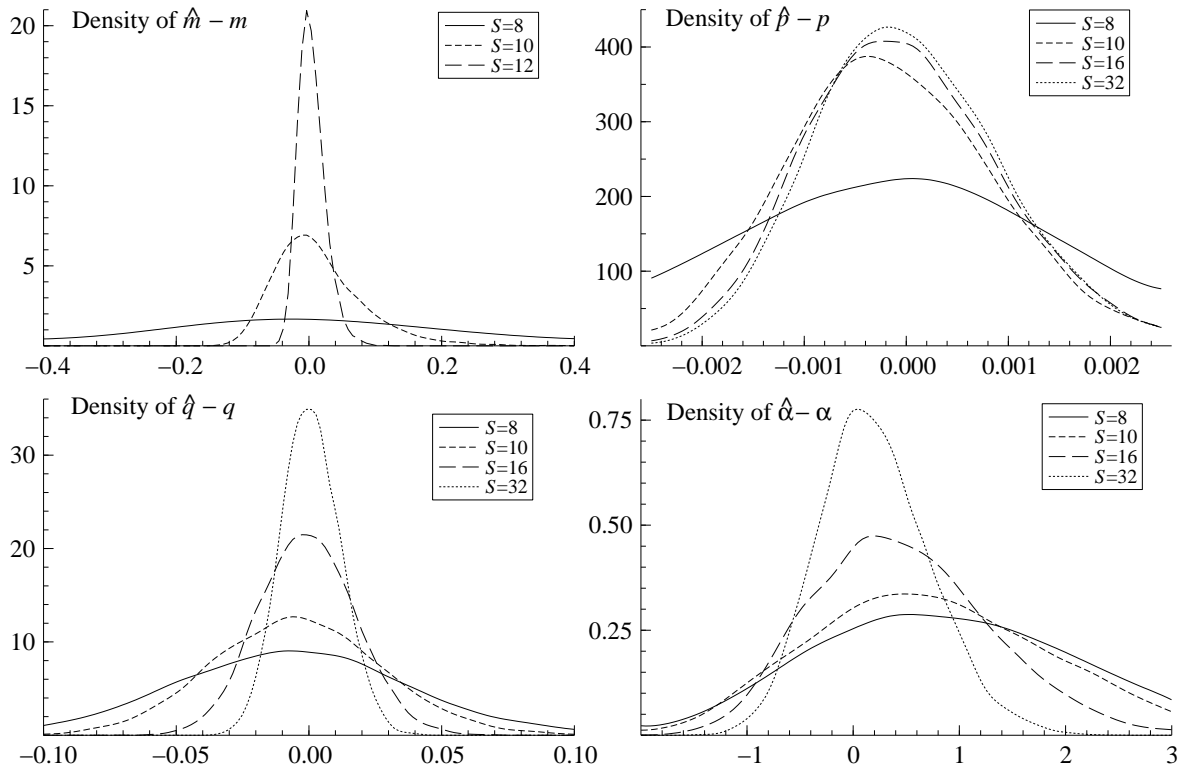 Density of m̂ – m
S=8
S=10
S=12
20
15
10
5
−0.4
−0.2
0.0
0.2
0.4
Density of p̂ – p
S=8
S=10
S=16
S=32
400
300
200
100
−0.002
−0.001
0.000
0.001
0.002
Density of q̂ – q
S=8
S=10
S=16
S=32
30
20
10
−0.10
−0.05
0.00
0.05
0.10
Density of α̂ – α
S=8
S=10
S=16
S=32
0.75
0.50
0.25
−1
0
1
2
3